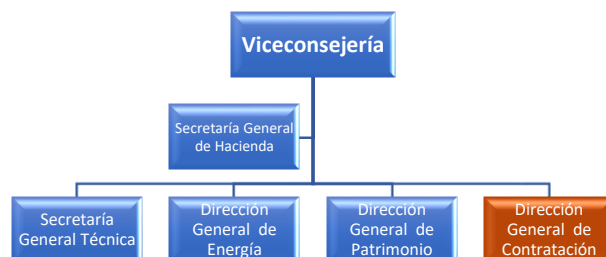 Viceconsejería
Secretaría General
de Hacienda
Secretaría
General Técnica
Dirección
General de
Energía
Dirección
General de
Patrimonio
Dirección
General de
Contratación